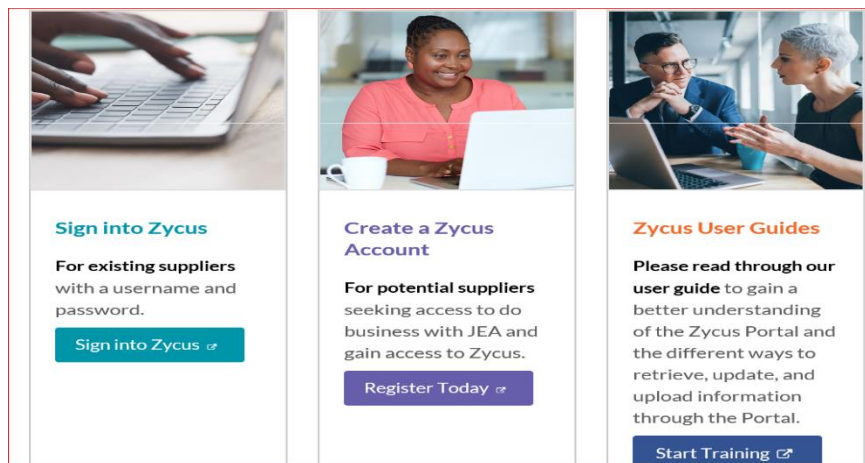 Sign into Zycus
For existing suppliers
with a username and
password.
Sign into Zycus
Create a Zycus
Account
For potential suppliers
seeking access to do
business with JEA and
gain access to Zycus.
Register Today
Zycus User Guides
Please read through our
user guide to gain a
better understanding
of the Zycus Portal and
the different ways to
retrieve, update, and
upload information
through the Portal.
Start Training